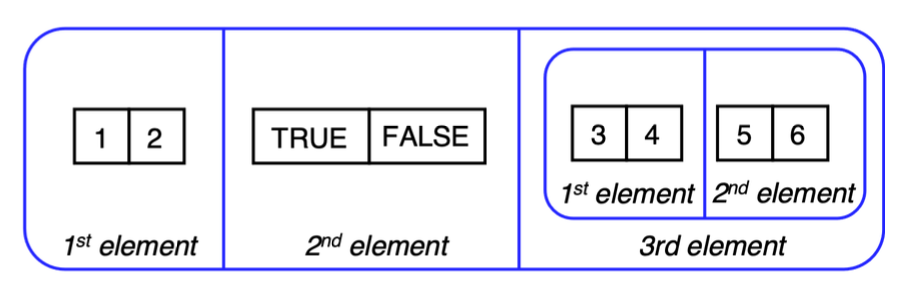 1 2
TRUE FALSE
3 4
5 6
1st element
2nd element
1st element
2nd element
3rd element